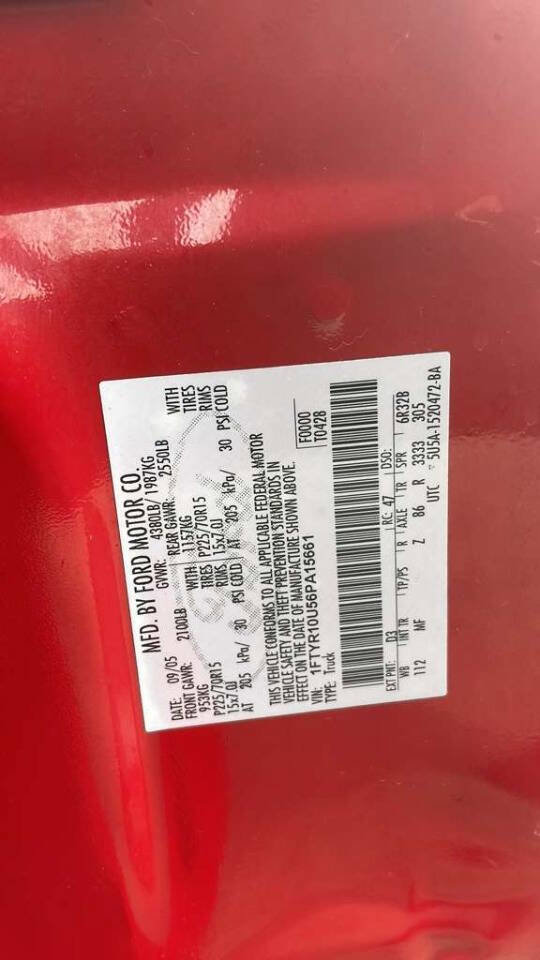 MFD. BY FORD MOTOR CO.
DATE: 09/05 GVWR: 4380LB/ 1987KG
FRONT GAWR: 2100LB REAR GAWR: 2550LB
953KG WITH 1157KG WITH
P225/70R15 TIRES P225/70R15 TIRES
15x7.0J RIMS 15x7.0J RIMS
AT 205 kPa/ 30 PSI COLD AT 205 kPa/ 30 PSI COLD
THIS VEHICLE CONFORMS TO ALL APPLICABLE FEDERAL MOTOR
VEHICLE SAFETY AND THEFT PREVENTION STANDARDS IN
EFFECT ON THE DATE OF MANUFACTURE SHOWN ABOVE.
VIN: 1FTYR10U56PA15661 F0000
TYPE: Truck T0428
EXT PNT: D3 RC: 47 DSO:
WB INT TR TP/PS R AXLE TR SPR 6R32B
112 MF Z 86 R 3333 305
UTC ▽5U5A-1520472-BA